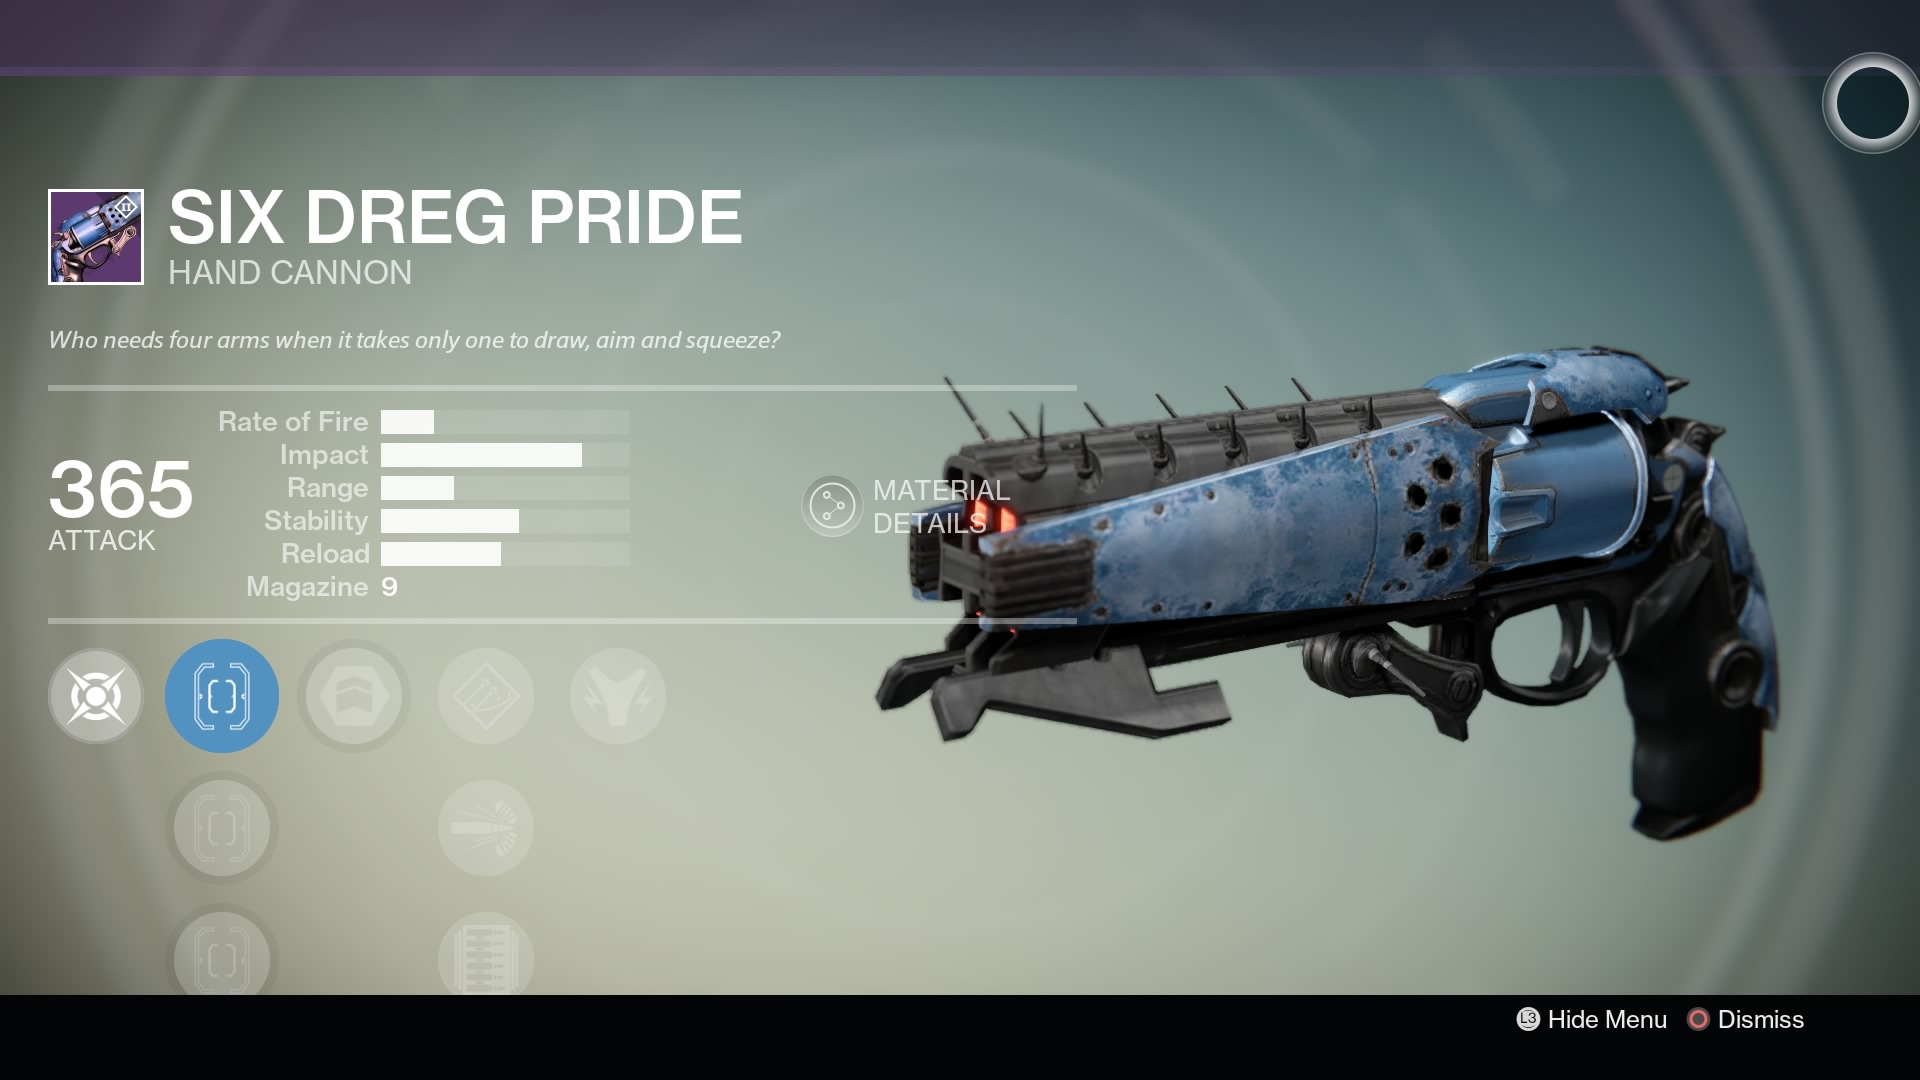 SIX DREG PRIDE
HAND CANNON
Who needs four arms when it takes only one to draw, aim and squeeze?
365
ATTACK
Rate of Fire
Impact
Range
Stability
Reload
Magazine 9
MATERIAL
DETAILS
L3 Hide Menu Dismiss